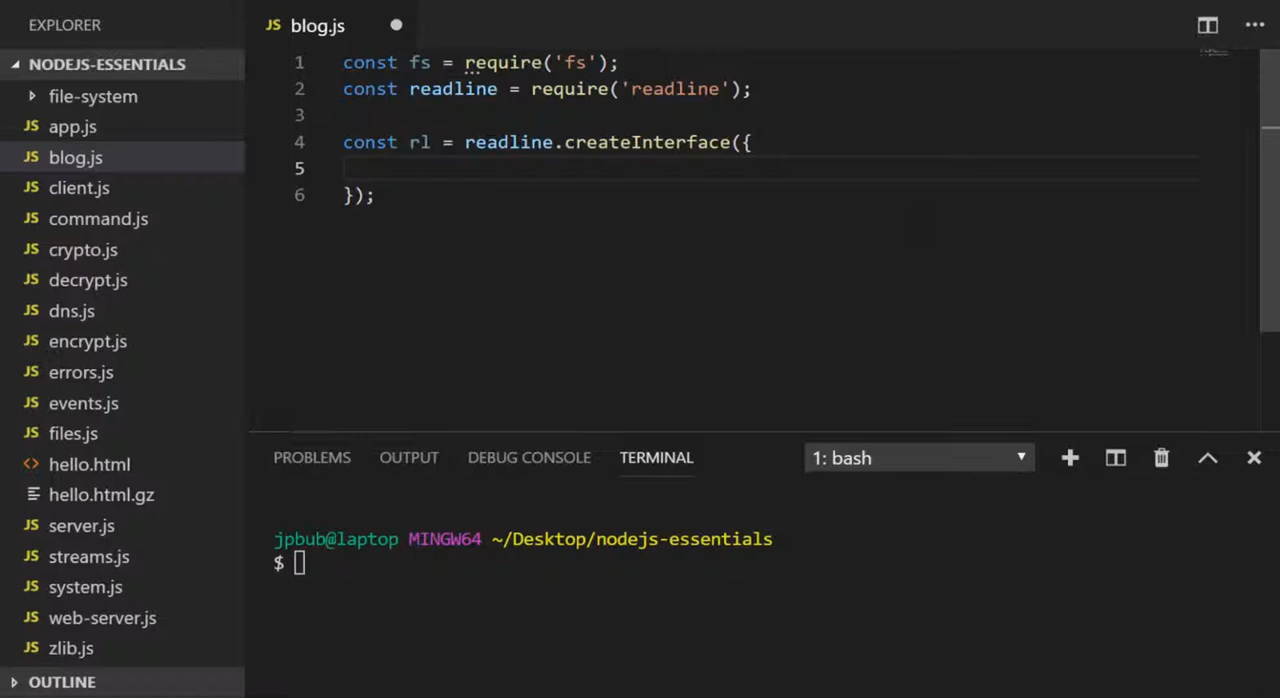 EXPLORER
NODEJS-ESSENTIALS
file-system
JS app.js
JS blog.js
JS client.js
JS command.js
JS crypto.js
JS decrypt.js
JS dns.js
JS encrypt.js
JS errors.js
JS events.js
JS files.js
<> hello.html
hello.html.gz
JS server.js
JS streams.js
JS system.js
JS web-server.js
JS zlib.js
OUTLINE
JS blog.js
1 const fs = require('fs');
2 const readline = require('readline');
3
4 const rl = readline.createInterface({
5
6 });
PROBLEMS OUTPUT DEBUG CONSOLE TERMINAL 1: bash
jpbub@laptop MINGW64 ~/Desktop/nodejs-essentials
$